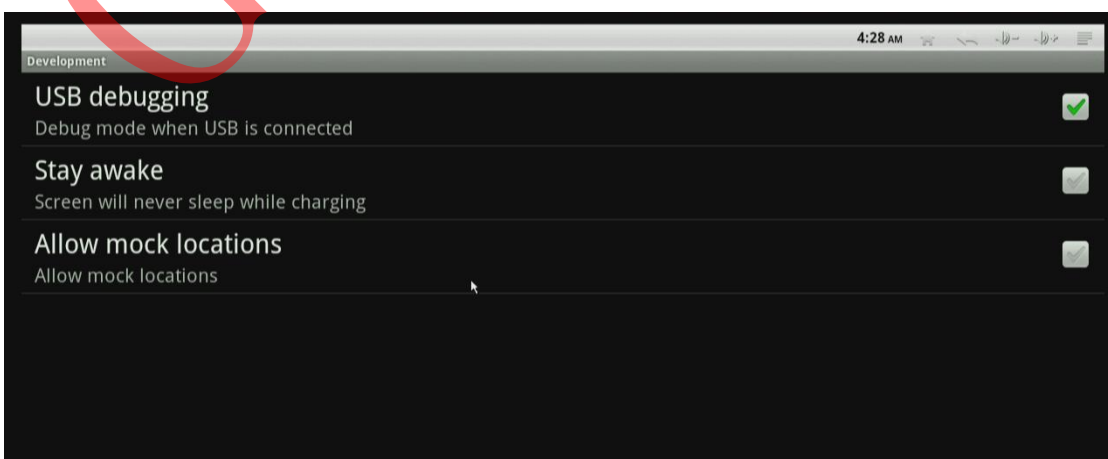 4:28 AM
Development
USB debugging
Debug mode when USB is connected
Stay awake
Screen will never sleep while charging
Allow mock locations
Allow mock locations